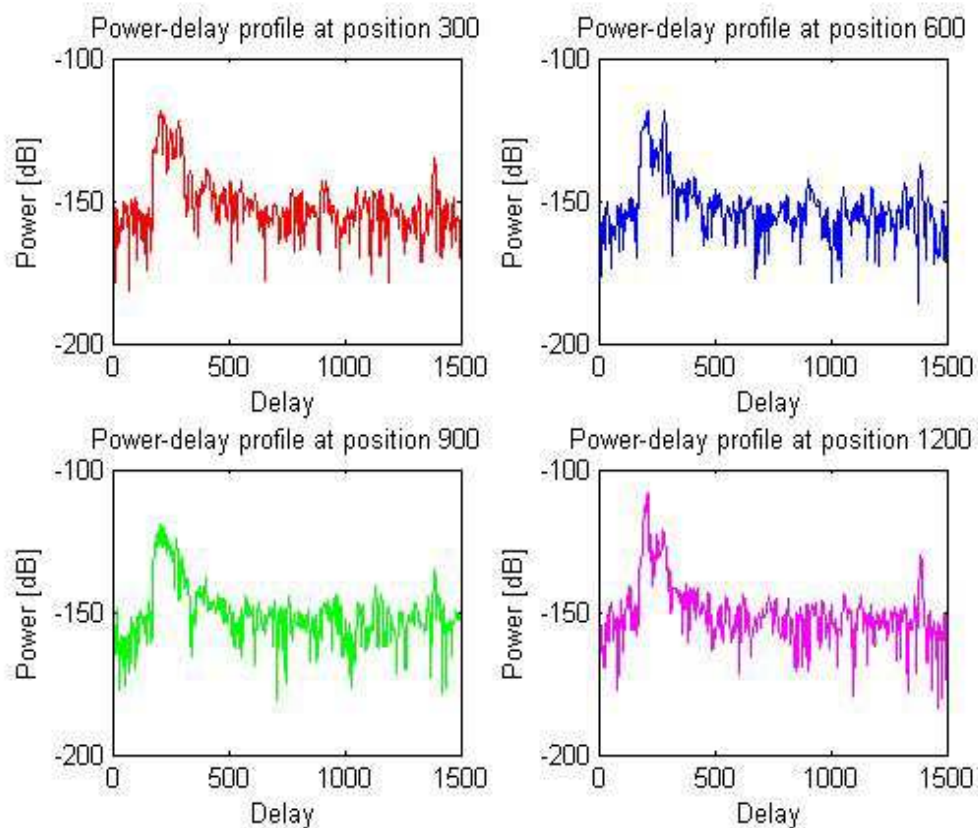 Power-delay profile at position 300
-100
-150
-200
Power [dB]
0 500 1000 1500
Delay
Power-delay profile at position 600
-100
-150
-200
Power [dB]
0 500 1000 1500
Delay
Power-delay profile at position 900
-100
-150
-200
Power [dB]
0 500 1000 1500
Delay
Power-delay profile at position 1200
-100
-150
-200
Power [dB]
0 500 1000 1500
Delay